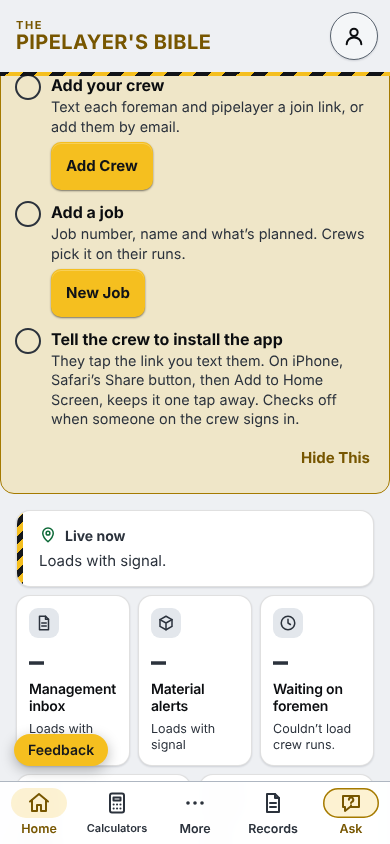 THE
PIPELAYER'S BIBLE
Add your crew
Text each foreman and pipelayer a join link, or
add them by email.
Add Crew
Add a job
Job number, name and what's planned. Crews
pick it on their runs.
New Job
Tell the crew to install the app
They tap the link you text them. On iPhone,
Safari's Share button, then Add to Home
Screen, keeps it one tap away. Checks off
when someone on the crew signs in.
Hide This
Live now
Loads with signal.
–
Management
inbox
Loads with
–
Material
alerts
Loads with
signal
–
Waiting on
foremen
Couldn't load
crew runs.
Feedback
Home
Calculators
More
Records
Ask